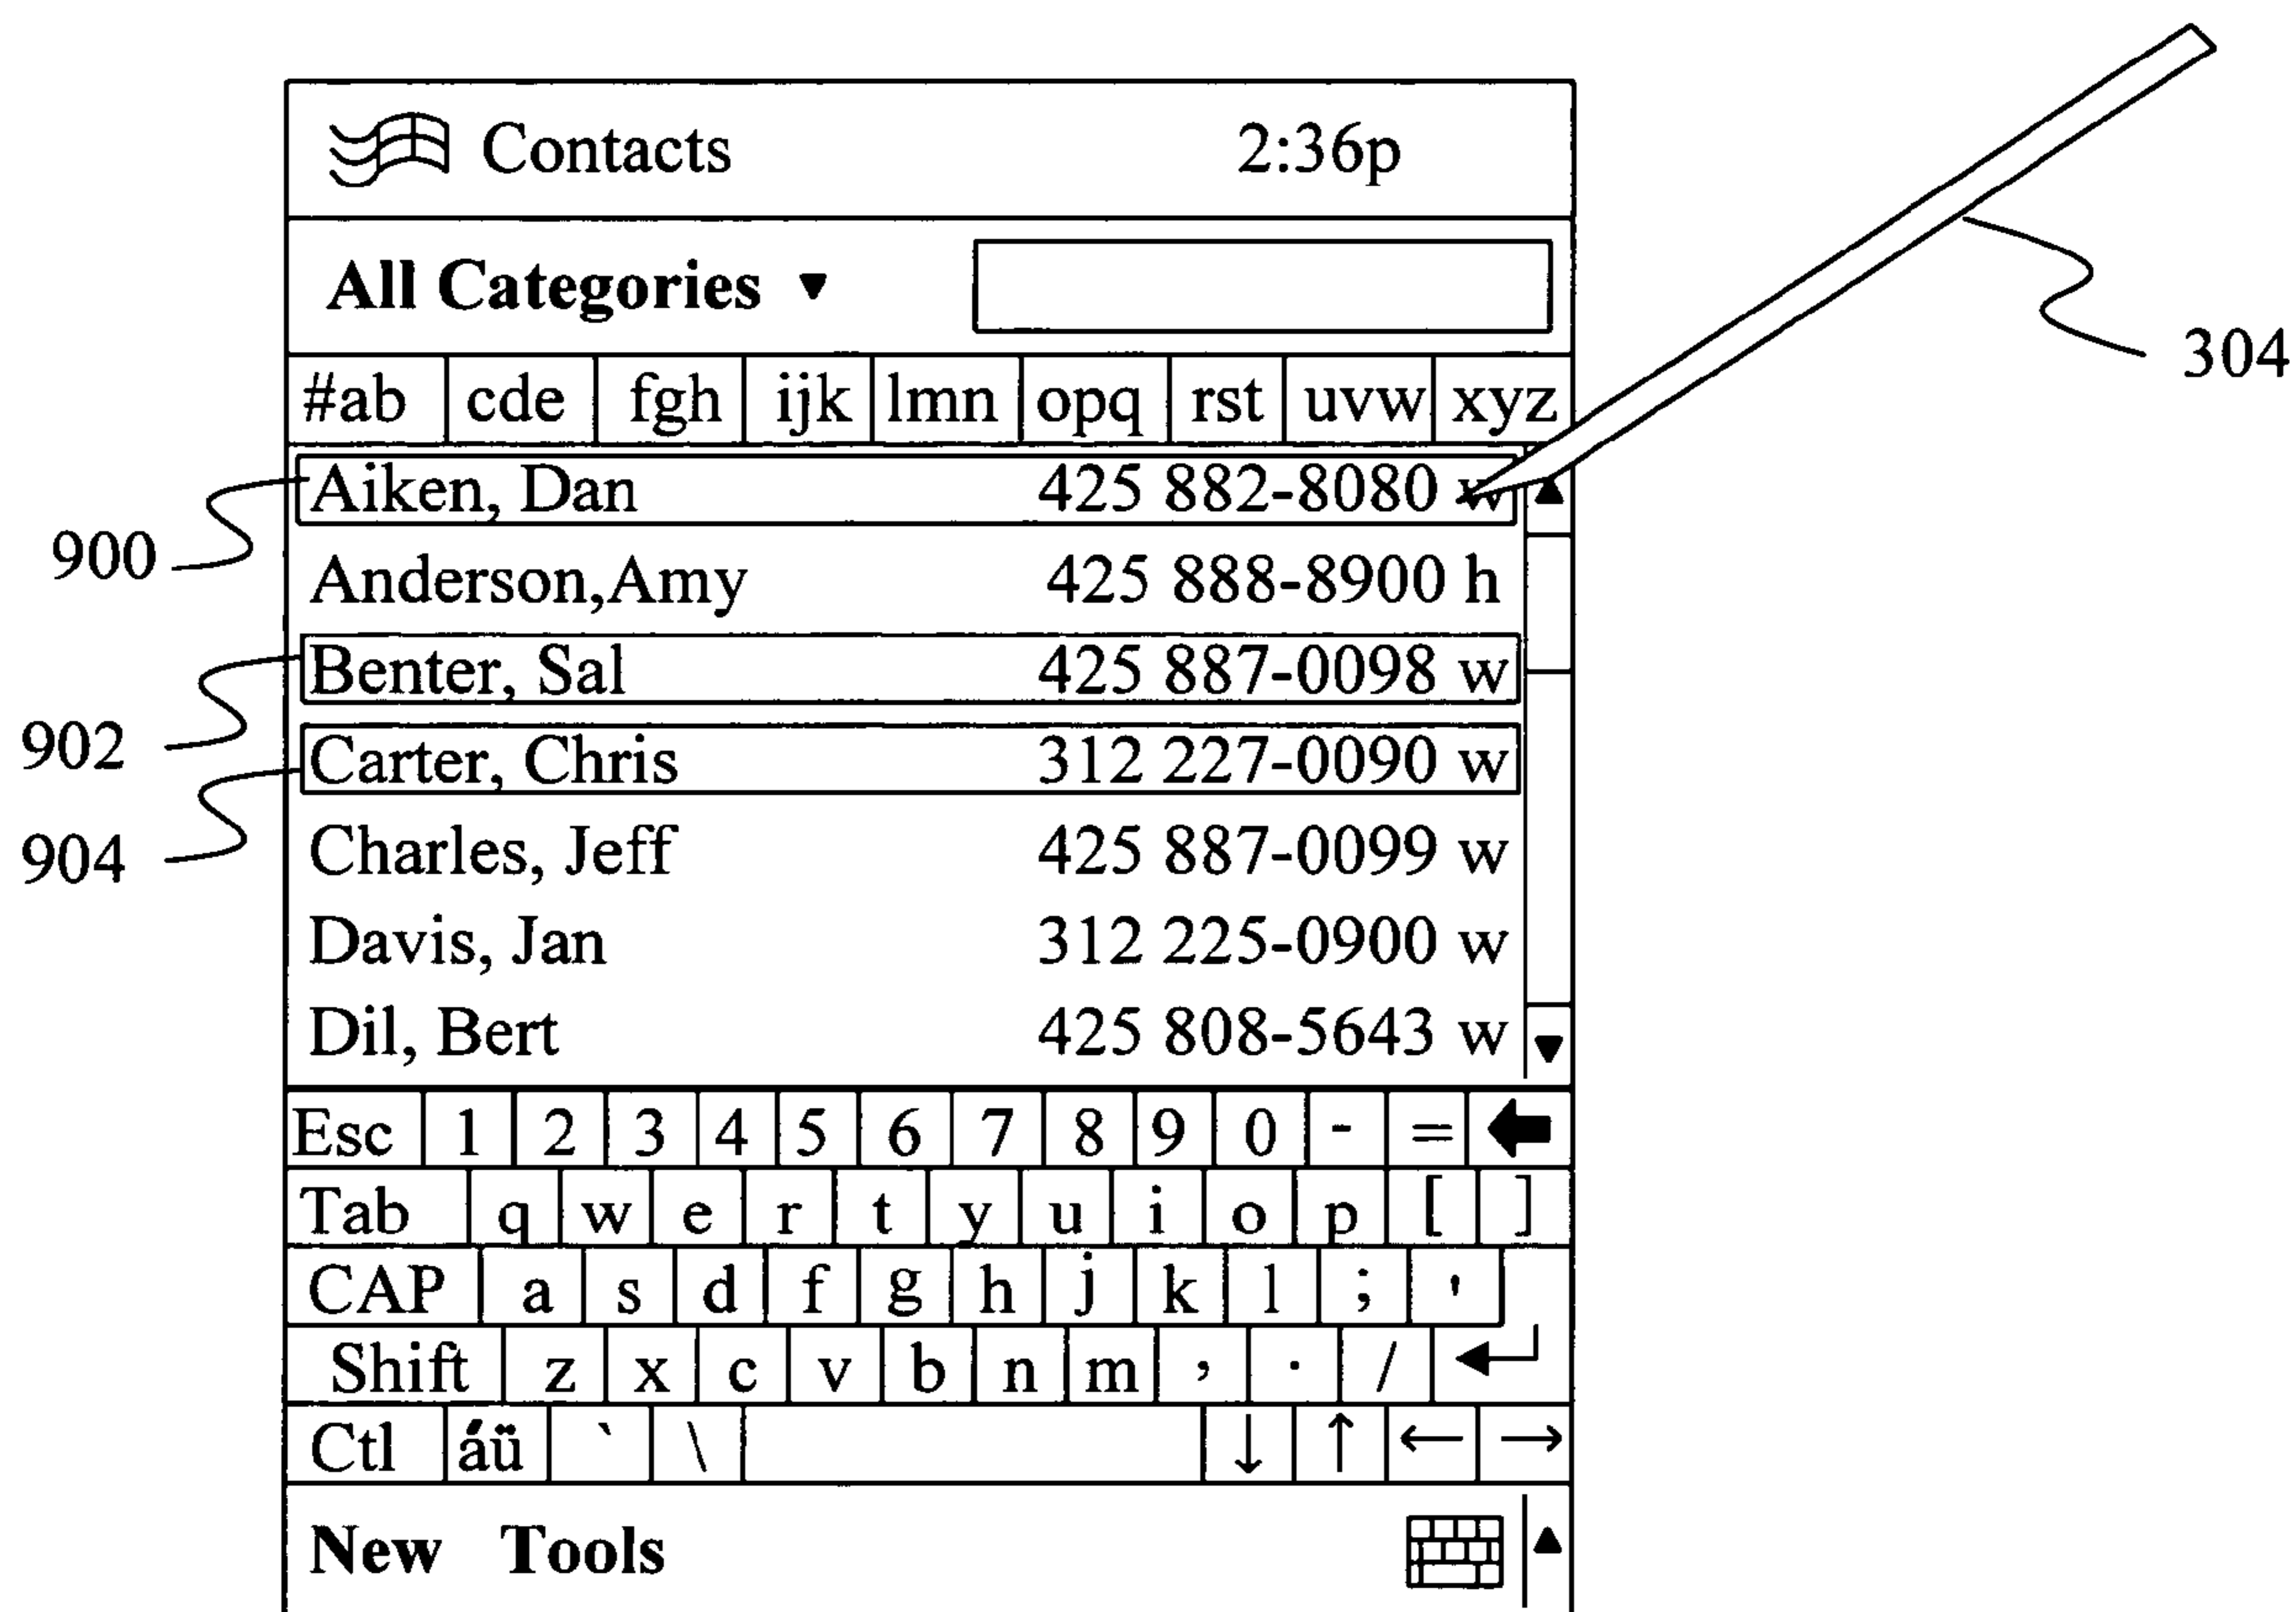 Contacts 2:36p
All Categories ▼
304
#ab cde fgh ijk lmn opq rst uvw xyz
Aiken, Dan 425 882-8080 w
900
Anderson,Amy 425 888-8900 h
Benter, Sal 425 887-0098 w
902
Carter, Chris 312 227-0090 w
904
Charles, Jeff 425 887-0099 w
Davis, Jan 312 225-0900 w
Dil, Bert 425 808-5643 w
Esc 1 2 3 4 5 6 7 8 9 0 - =
Tab q w e r t y u i o p [ ]
CAP a s d f g h j k l ; '
Shift z x c v b n m , . /
Ctl áü ` \ ↓ ↑ ← →
New Tools